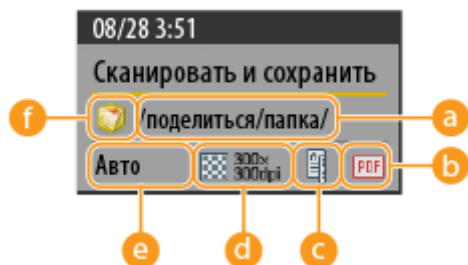 08/28 3:51
Сканировать и сохранить
f /поделиться/папка/ a
Авто 300× 300dpi PDF b
e d c